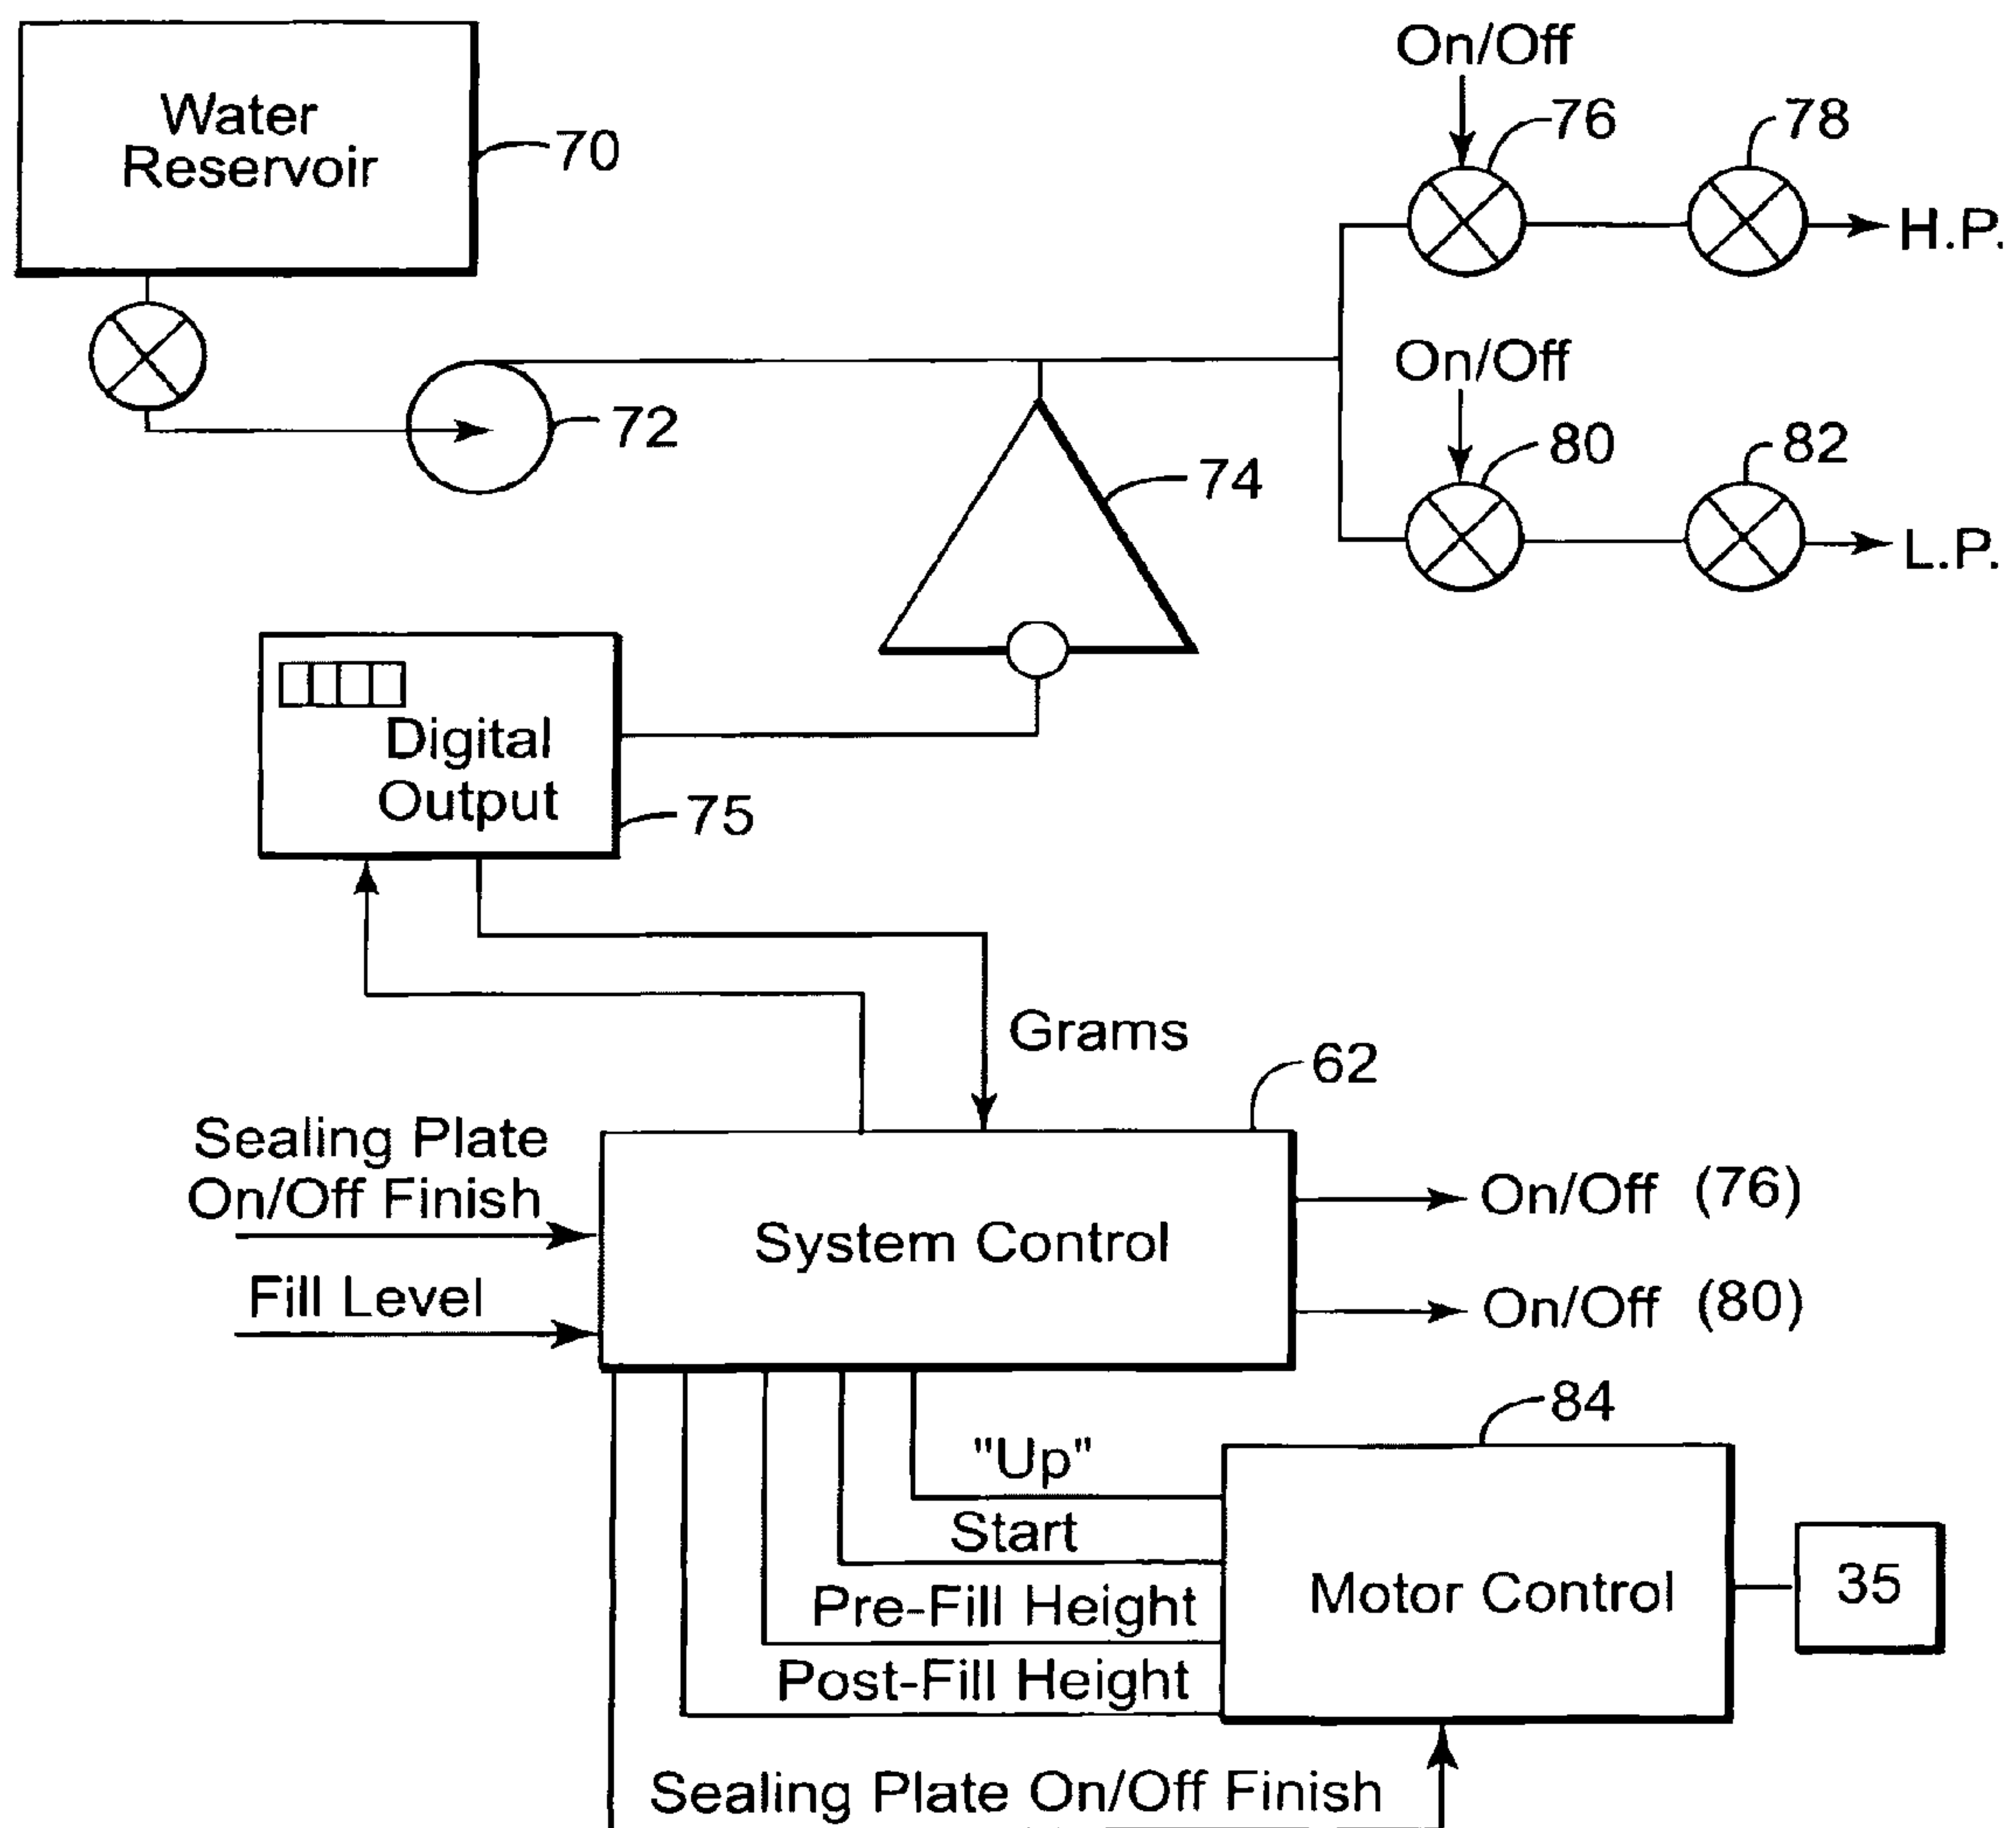 Water
Reservoir
70
On/Off
76
78
H.P.
72
On/Off
80
82
L.P.
74
Digital
Output
75
Grams
62
Sealing Plate
On/Off Finish
Fill Level
System Control
On/Off (76)
On/Off (80)
84
"Up"
Start
Pre-Fill Height
Post-Fill Height
Motor Control
35
Sealing Plate On/Off Finish